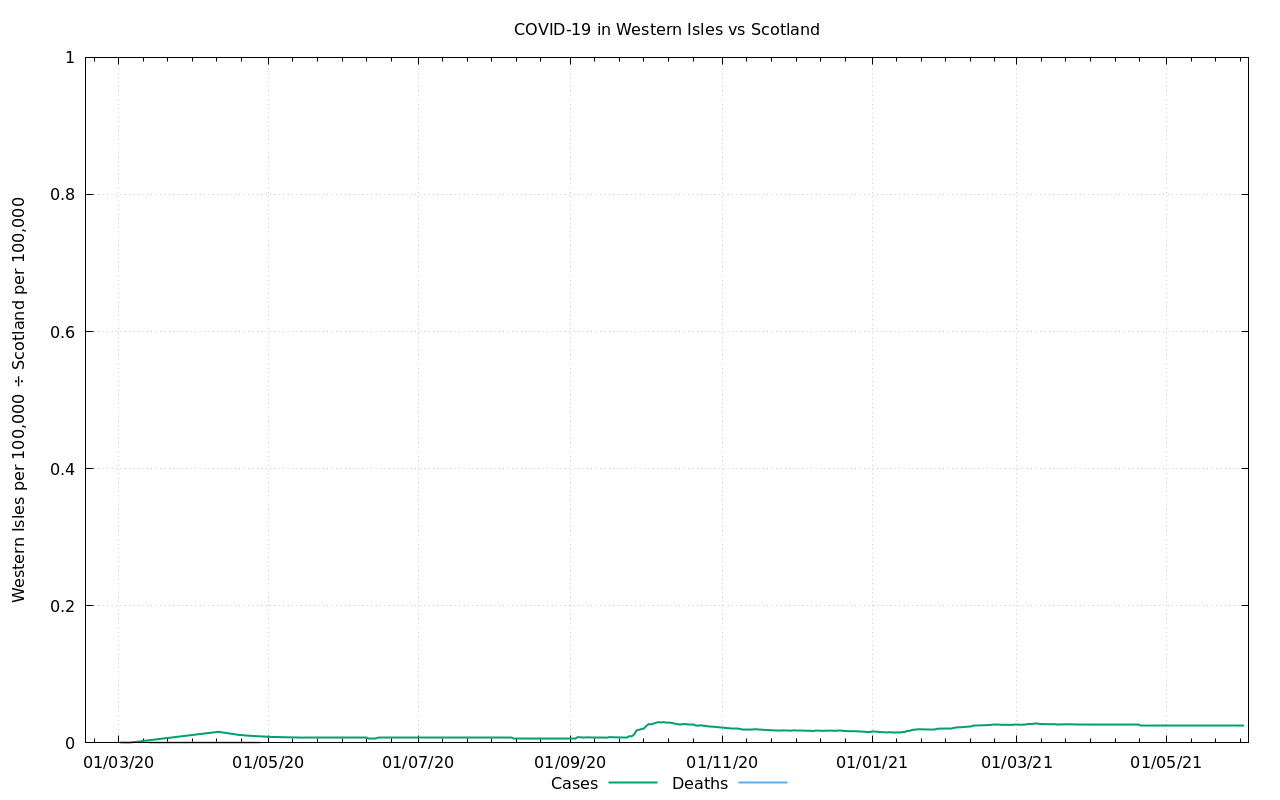 COVID-19 in Western Isles vs Scotland
Western Isles per 100,000 ÷ Scotland per 100,000
1
0.8
0.6
0.4
0.2
0
01/03/20 01/05/20 01/07/20 01/09/20 01/11/20 01/01/21 01/03/21 01/05/21
Cases Deaths